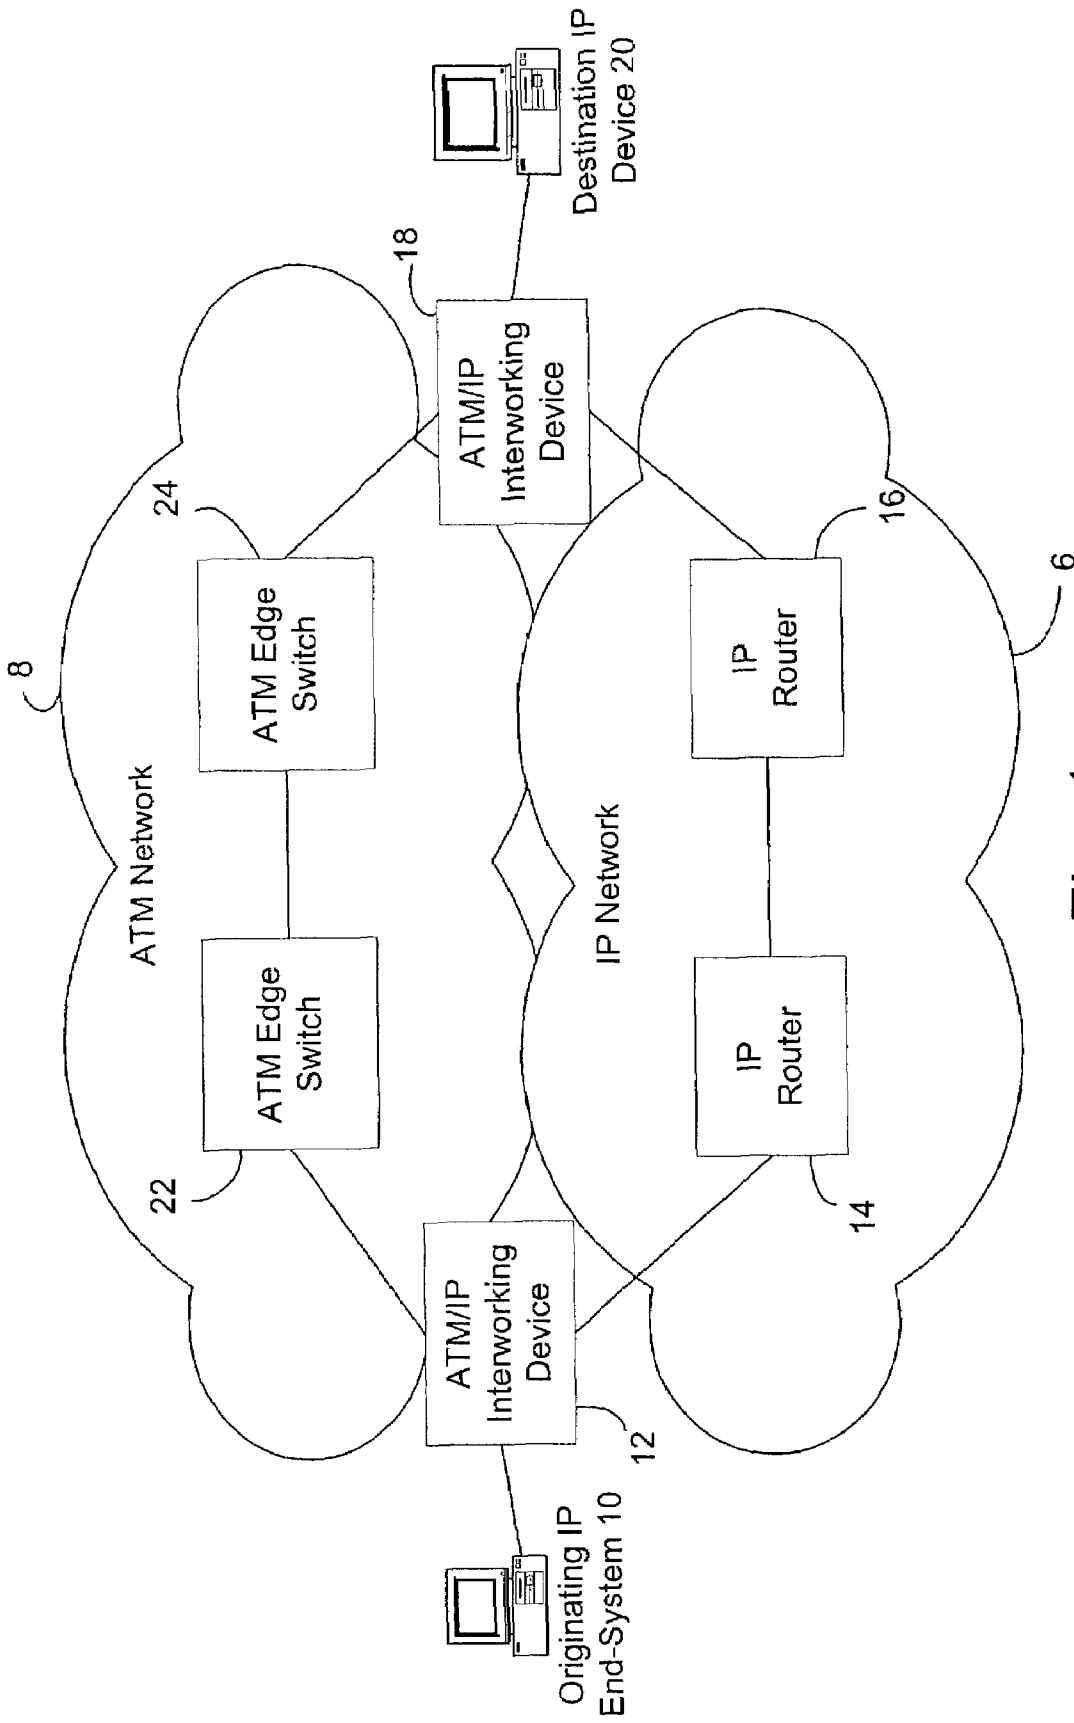 8
ATM Network
22
ATM Edge
Switch
24
ATM Edge
Switch
Originating IP
End-System 10
ATM/IP
Interworking
Device
12
ATM/IP
Interworking
Device
18
Destination IP
Device 20
IP Network
IP
Router
14
IP
Router
16
6